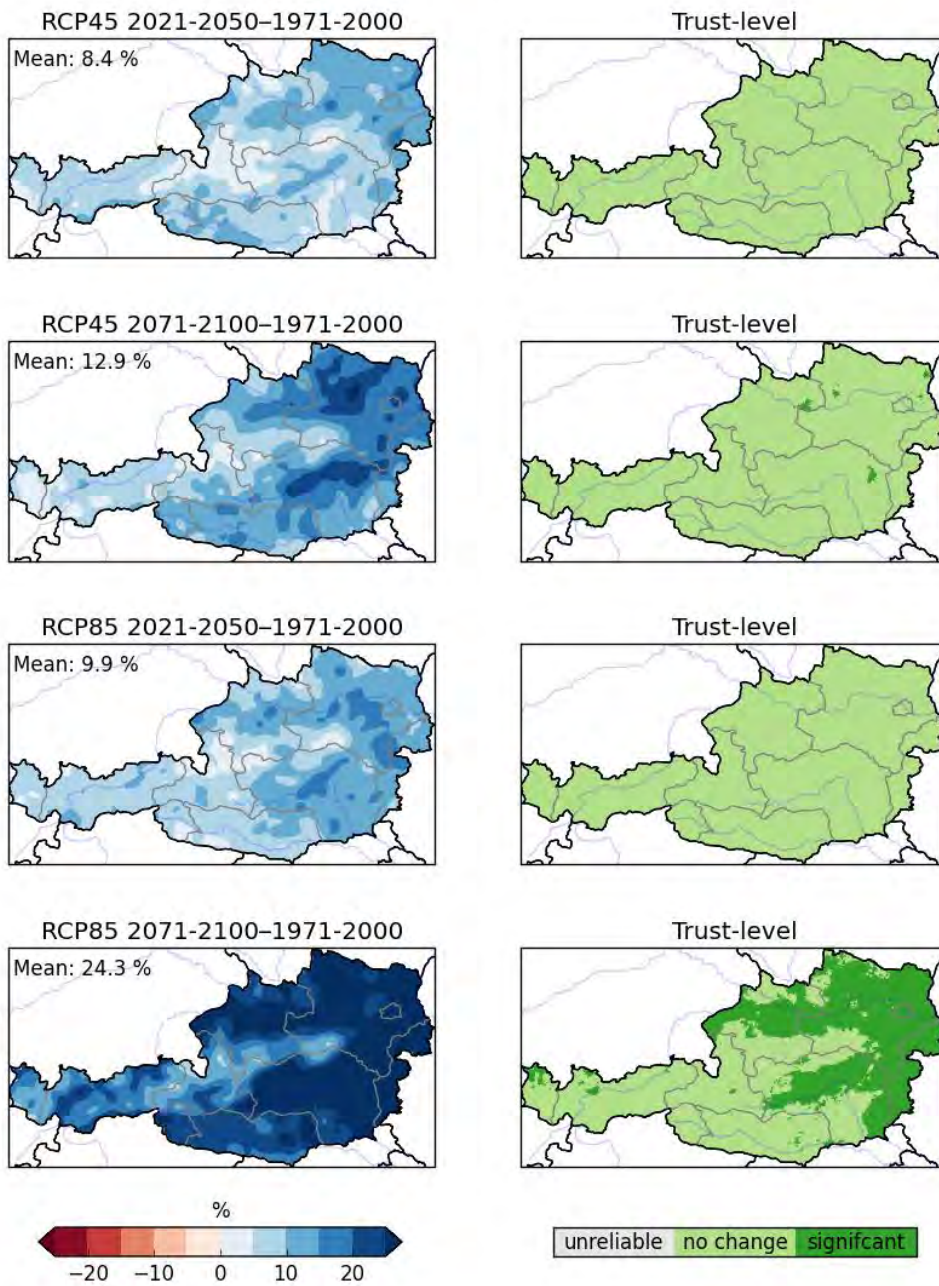 RCP45 2021-2050–1971-2000
Trust-level
Mean: 8.4 %
RCP45 2071-2100–1971-2000
Trust-level
Mean: 12.9 %
RCP85 2021-2050–1971-2000
Trust-level
Mean: 9.9 %
RCP85 2071-2100–1971-2000
Trust-level
Mean: 24.3 %
%
unreliable no change signifcant
−20 −10 0 10 20